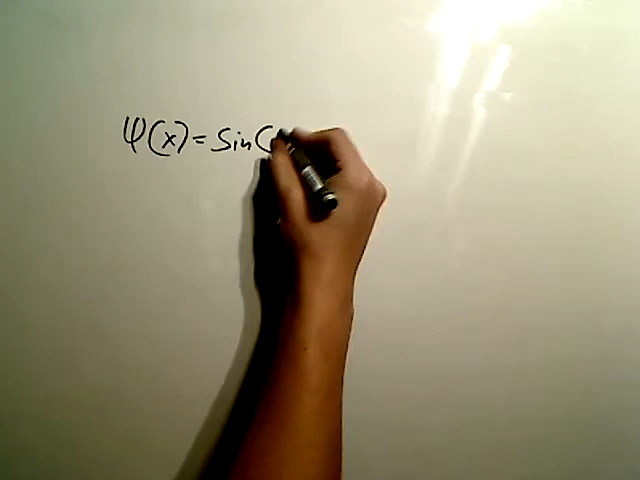 Ψ(x) = Sin(